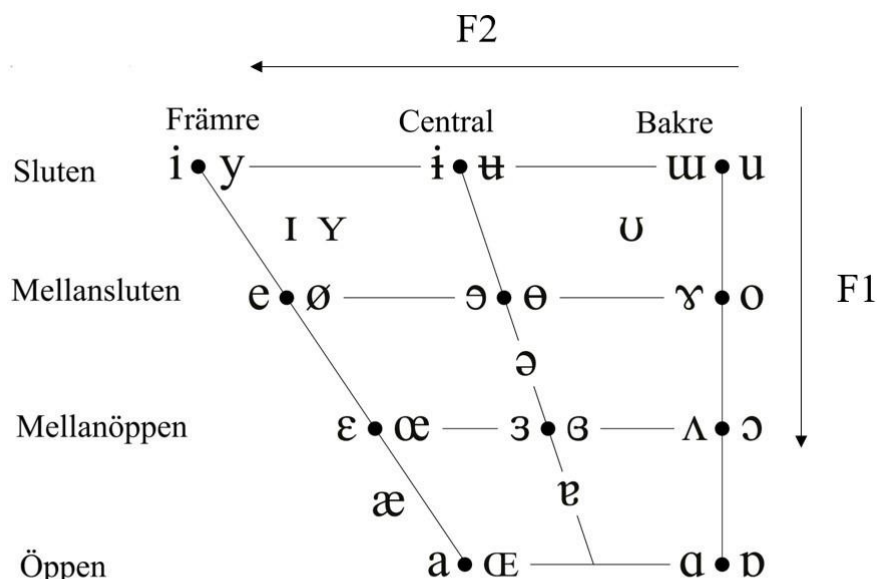 F2
Främre Central Bakre
Sluten i y ɨ ʉ ɯ u
I Y ʊ
Mellansluten e ø ɘ ɵ ɤ o
F1
ə
Mellanöppen ɛ œ ɜ ɞ ʌ ɔ
æ ɐ
Öppen a Œ ɑ ɒ